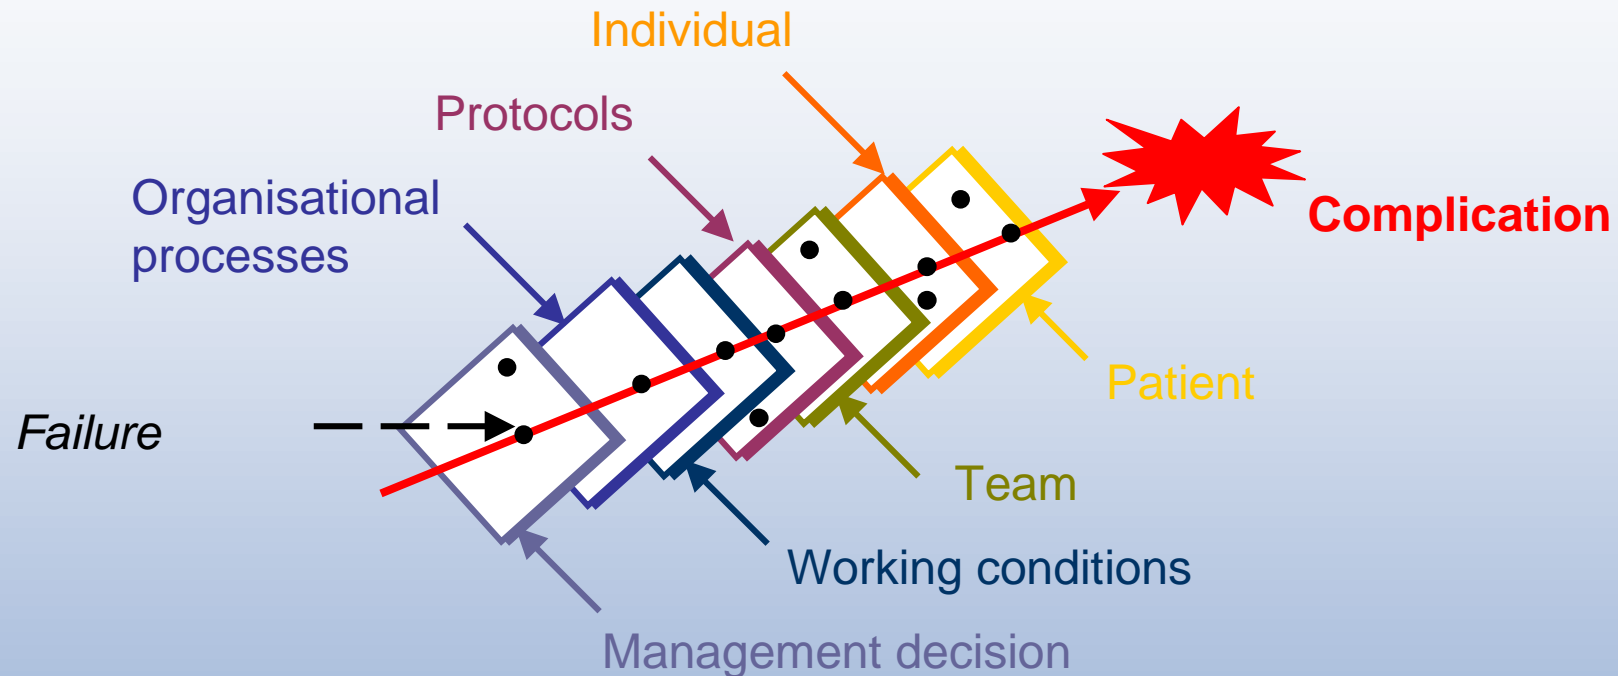 Individual
Protocols
Organisational
processes
Complication
Patient
Failure
Team
Working conditions
Management decision